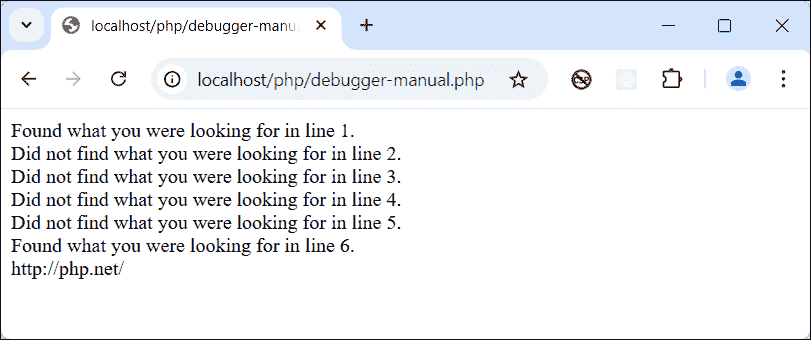 localhost/php/debugger-manu
localhost/php/debugger-manual.php
Found what you were looking for in line 1.
Did not find what you were looking for in line 2.
Did not find what you were looking for in line 3.
Did not find what you were looking for in line 4.
Did not find what you were looking for in line 5.
Found what you were looking for in line 6.
http://php.net/